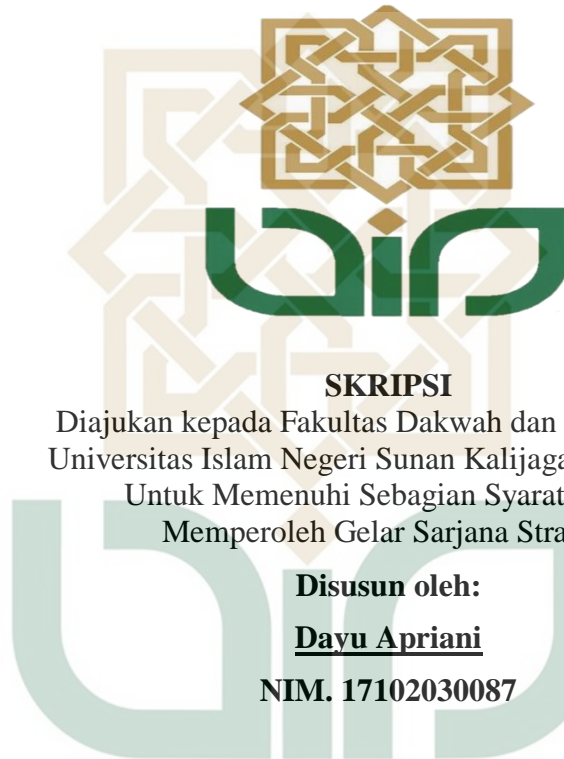 uin
SKRIPSI
Diajukan kepada Fakultas Dakwah dan
Universitas Islam Negeri Sunan Kalijaga
Untuk Memenuhi Sebagian Syarat
Memperoleh Gelar Sarjana Stra
Disusun oleh:
Dayu Apriani
NIM. 17102030087